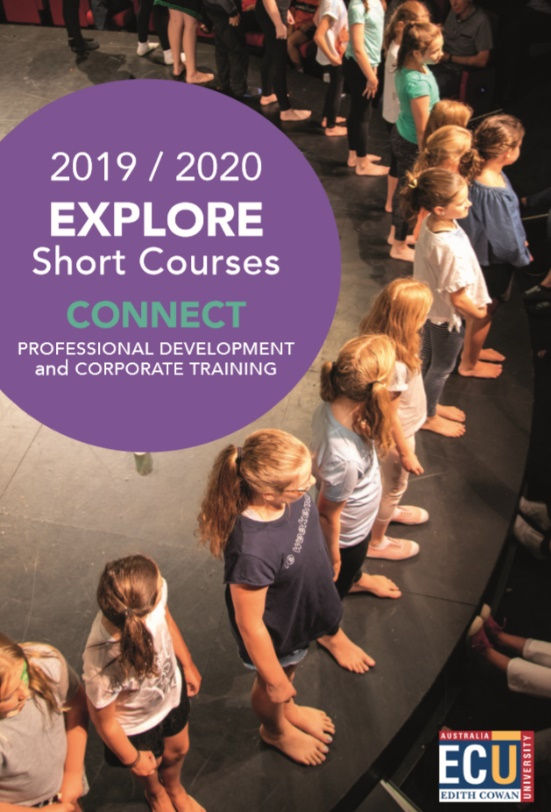 2019 / 2020
EXPLORE
Short Courses
CONNECT
PROFESSIONAL DEVELOPMENT
and CORPORATE TRAINING
AUSTRALIA
ECU
EDITH COWAN
UNIVERSITY